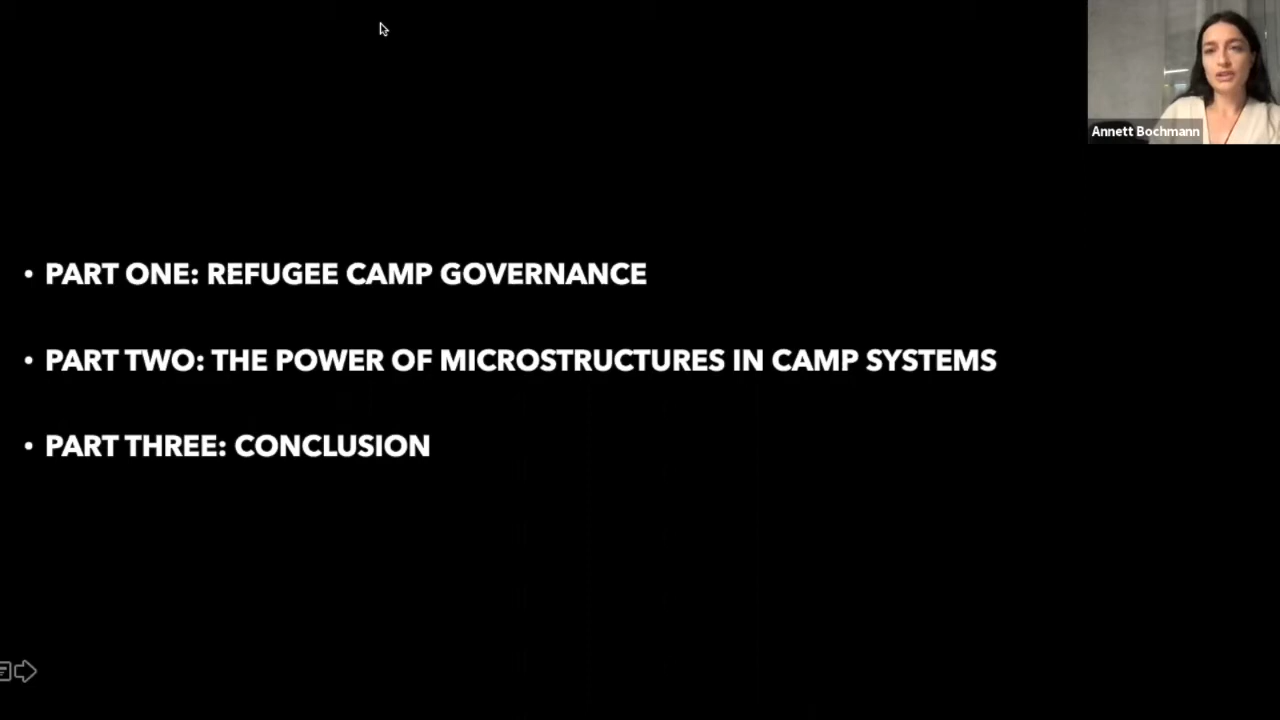 Annett Bochmann
• PART ONE: REFUGEE CAMP GOVERNANCE
• PART TWO: THE POWER OF MICROSTRUCTURES IN CAMP SYSTEMS
• PART THREE: CONCLUSION